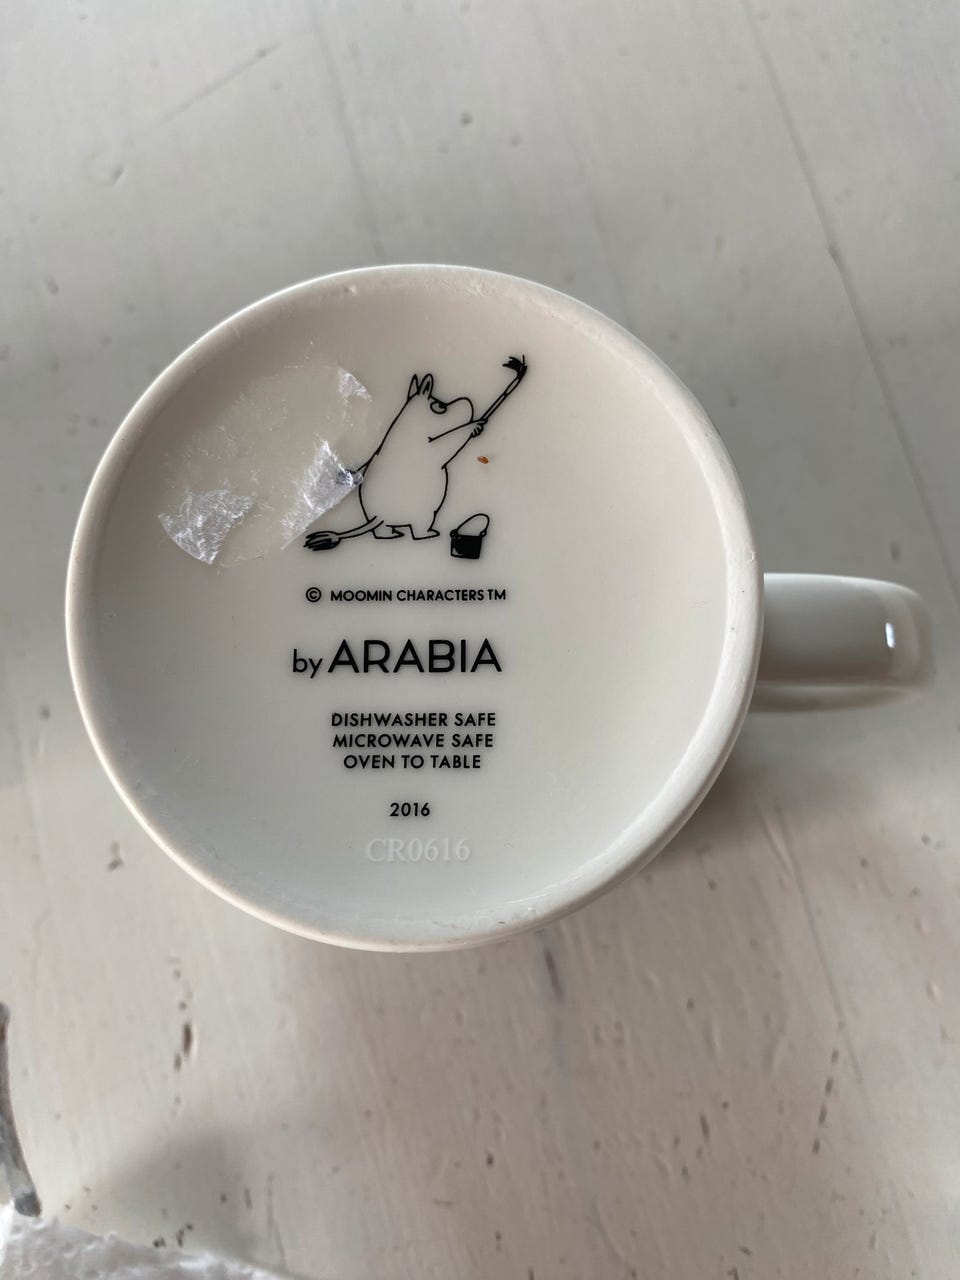 © MOOMIN CHARACTERS TM
by ARABIA
DISHWASHER SAFE
MICROWAVE SAFE
OVEN TO TABLE
2016
CR0616